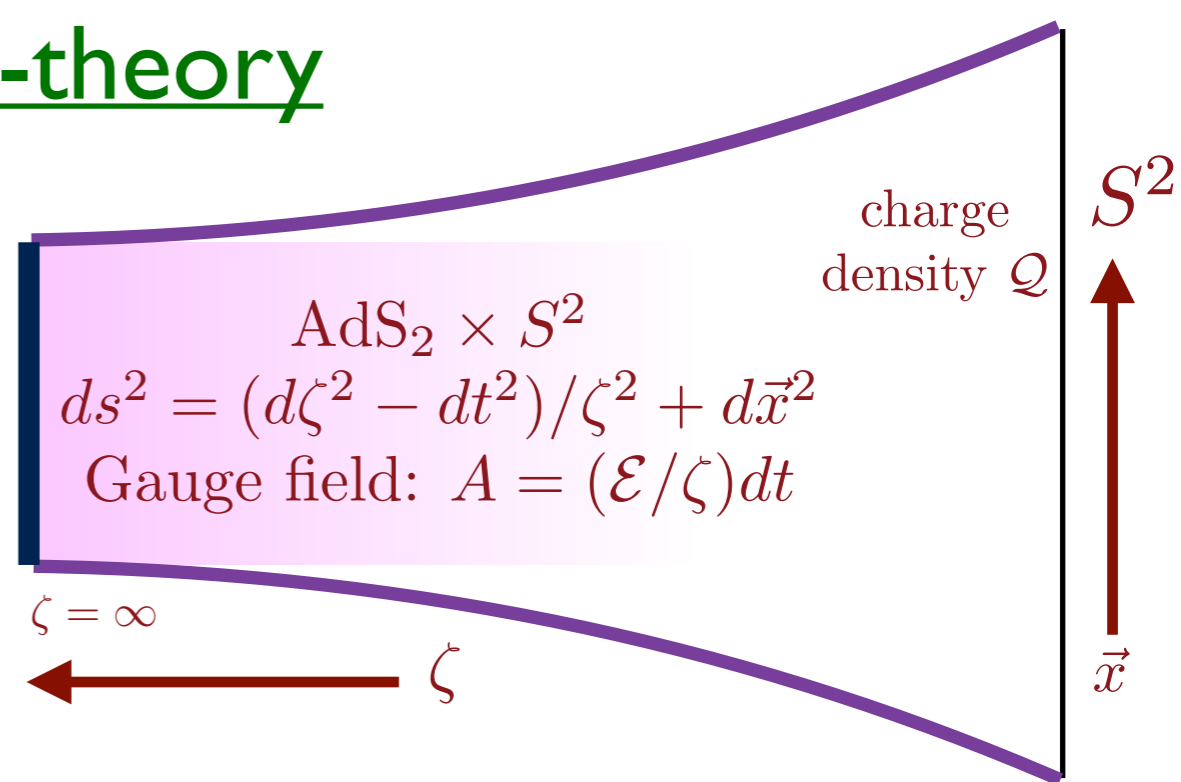 -theory
charge
density 𝒬
S²
AdS₂ × S²
ds² = (dζ² − dt²)/ζ² + dx⃗²
Gauge field: A = (ℰ/ζ)dt
ζ = ∞
ζ
x⃗